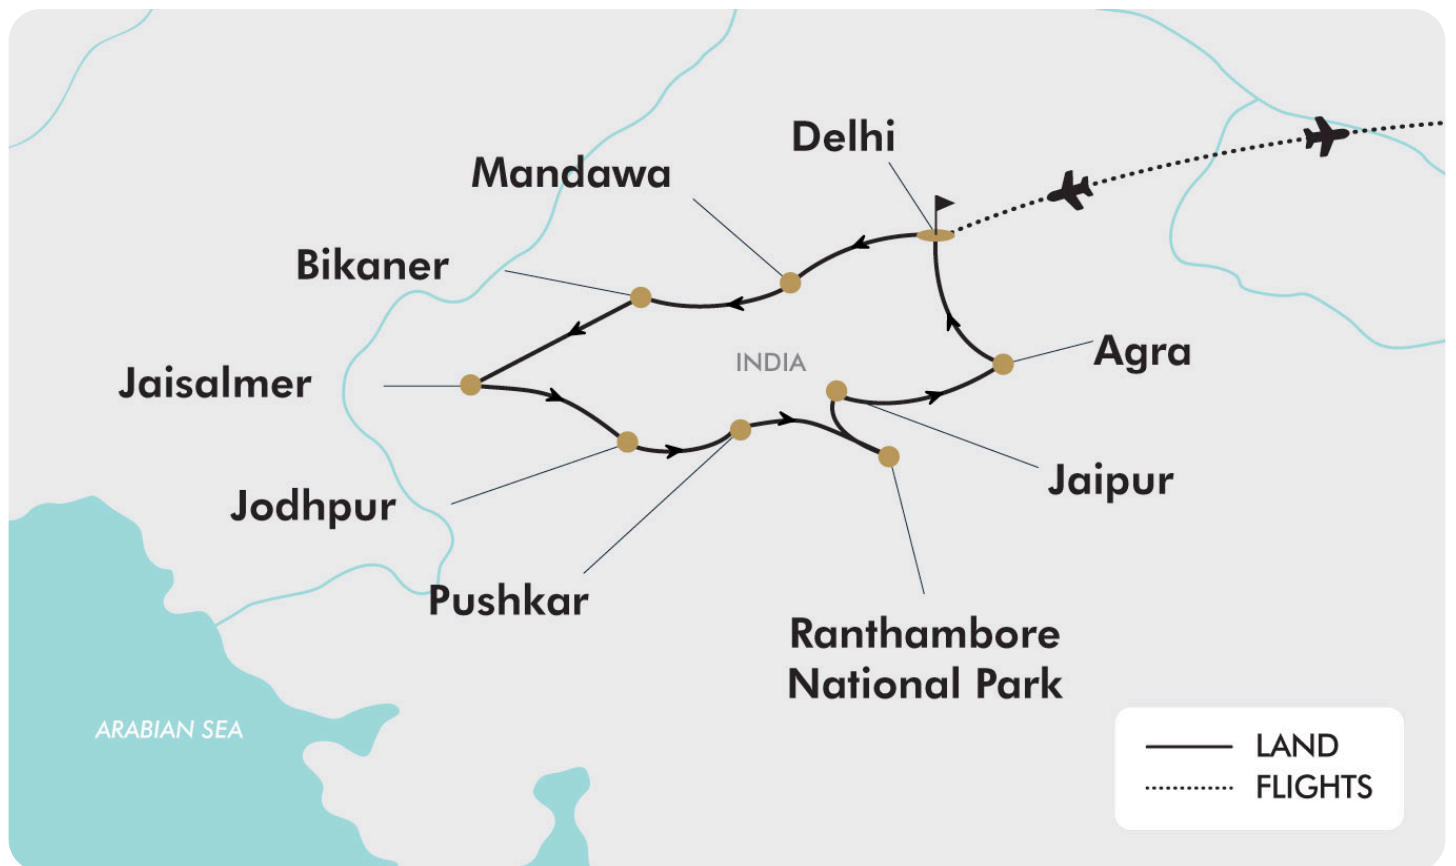 Delhi
Mandawa
Bikaner
INDIA
Agra
Jaisalmer
Jaipur
Jodhpur
Pushkar
Ranthambore
National Park
ARABIAN SEA
LAND
FLIGHTS